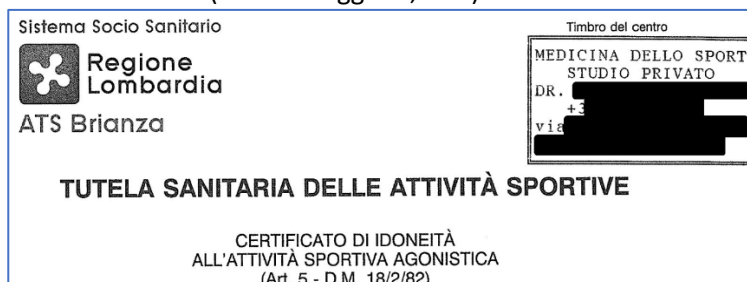 Sistema Socio Sanitario
Timbro del centro
Regione
Lombardia
ATS Brianza
MEDICINA DELLO SPORT
STUDIO PRIVATO
DR.
+3
via
TUTELA SANITARIA DELLE ATTIVITÀ SPORTIVE
CERTIFICATO DI IDONEITÀ
ALL'ATTIVITÀ SPORTIVA AGONISTICA
(Art. 5 - D.M. 18/2/82)